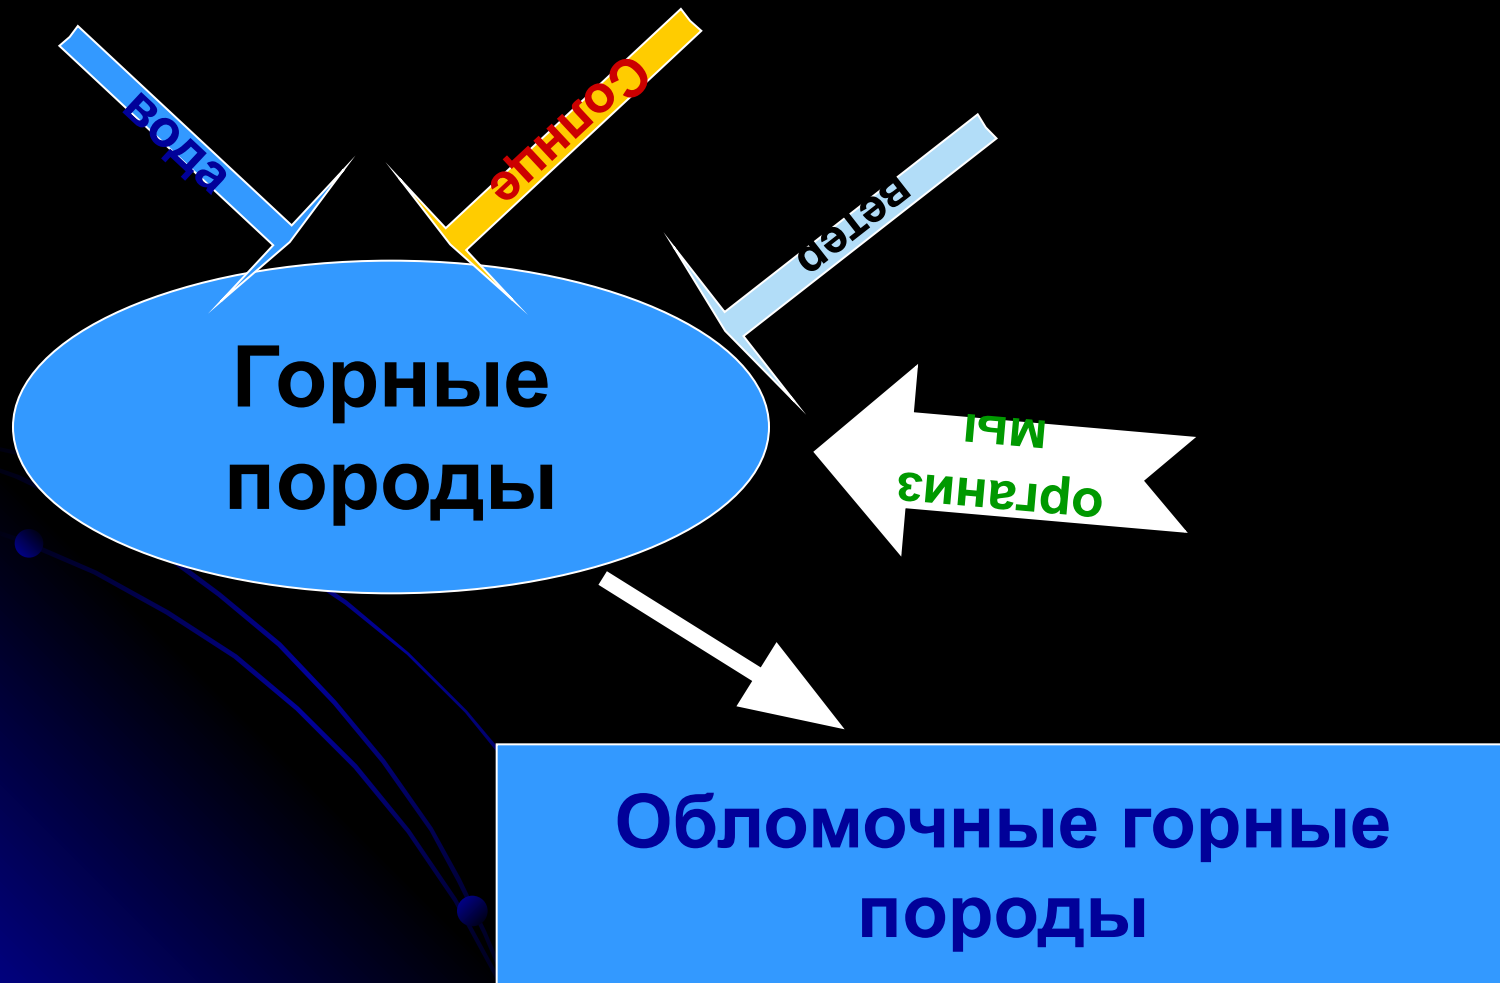 вода
Солнце
ветер
организ
мы
Горные
породы
Обломочные горные
породы